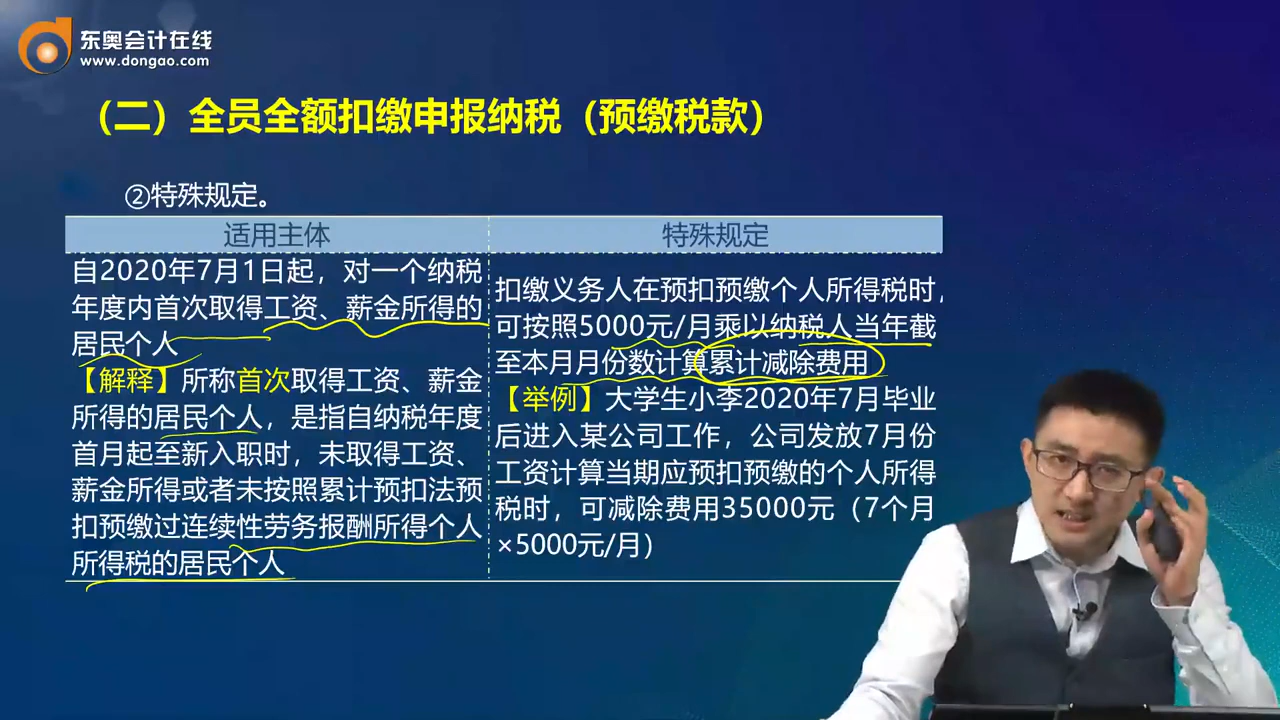 东奥会计在线
www.dongao.com
（二）全员全额扣缴申报纳税（预缴税款）
②特殊规定。
适用主体
特殊规定
自2020年7月1日起，对一个纳税
年度内首次取得工资、薪金所得的
居民个人
【解释】所称首次取得工资、薪金
所得的居民个人，是指自纳税年度
首月起至新入职时，未取得工资、
薪金所得或者未按照累计预扣法预
扣预缴过连续性劳务报酬所得个人
所得税的居民个人
扣缴义务人在预扣预缴个人所得税时，
可按照5000元/月乘以纳税人当年截
至本月月份数计算累计减除费用
【举例】大学生小李2020年7月毕业
后进入某公司工作，公司发放7月份
工资计算当期应预扣预缴的个人所得
税时，可减除费用35000元（7个月
×5000元/月）